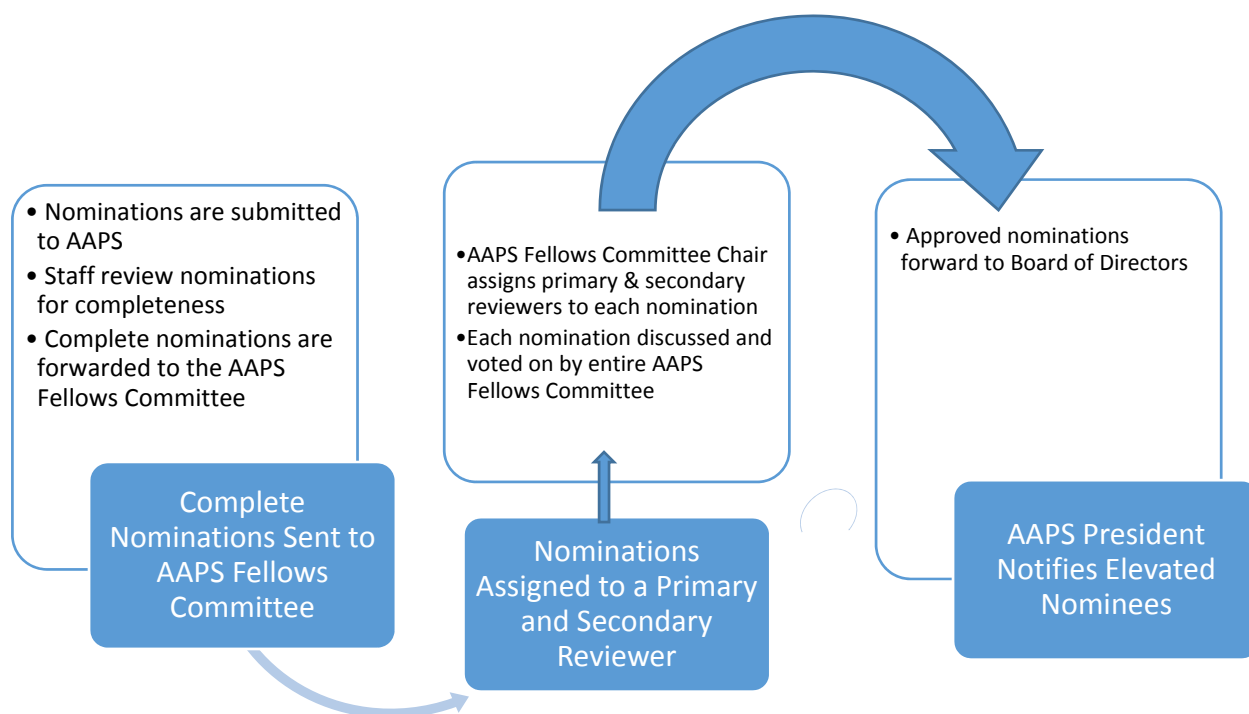 • Nominations are submitted
to AAPS
• Staff review nominations
for completeness
• Complete nominations are
forwarded to the AAPS
Fellows Committee
Complete
Nominations Sent to
AAPS Fellows
Committee
•AAPS Fellows Committee Chair
assigns primary & secondary
reviewers to each nomination
•Each nomination discussed and
voted on by entire AAPS
Fellows Committee
Nominations
Assigned to a Primary
and Secondary
Reviewer
• Approved nominations
forward to Board of Directors
AAPS President
Notifies Elevated
Nominees